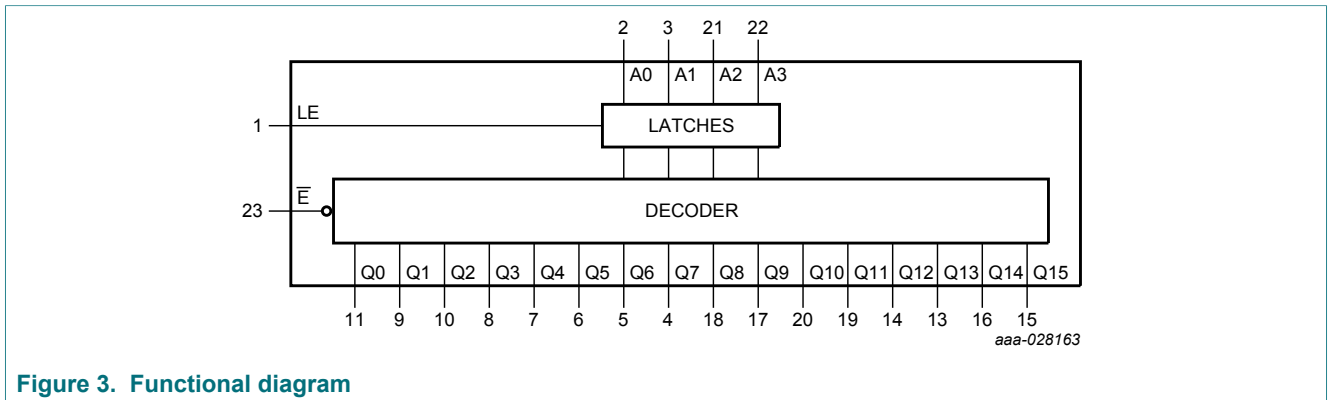 2 3 21 22
A0 A1 A2 A3
LE
1
LATCHES
E̅
23
DECODER
Q0 Q1 Q2 Q3 Q4 Q5 Q6 Q7 Q8 Q9 Q10 Q11 Q12 Q13 Q14 Q15
11 9 10 8 7 6 5 4 18 17 20 19 14 13 16 15
aaa-028163
Figure 3. Functional diagram